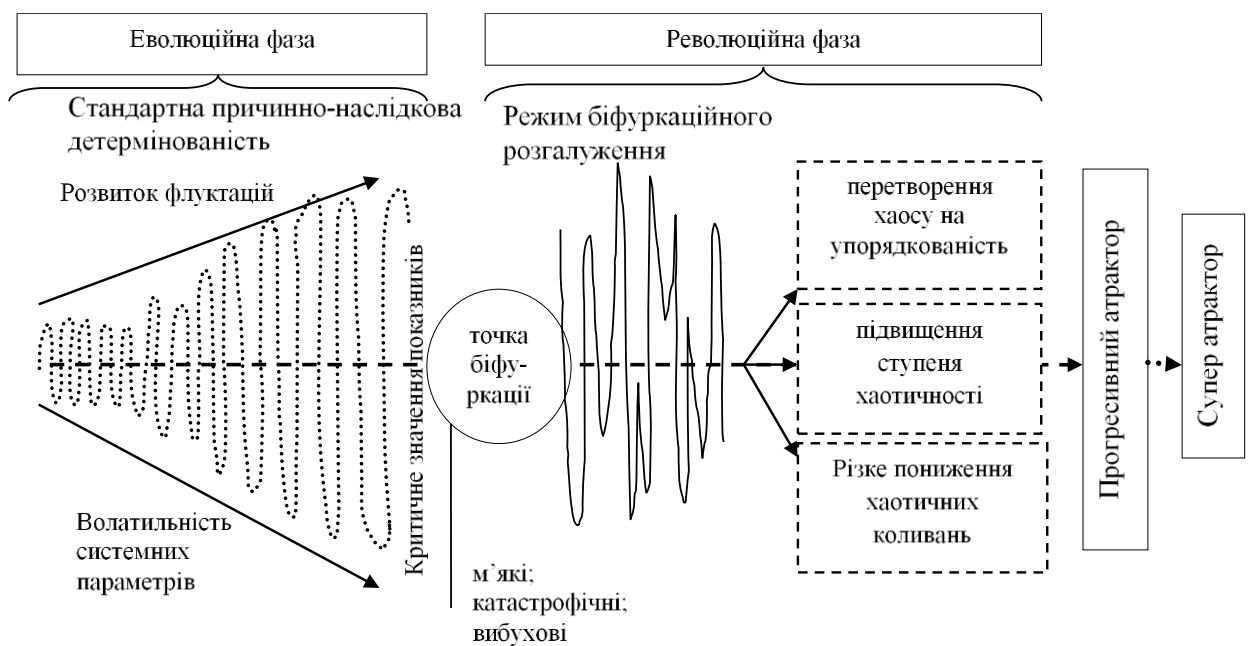 Еволюційна фаза
Революційна фаза
Стандартна причинно-наслідкова
детермінованість
Розвиток флуктацій
Волатильність
системних
параметрів
Критичне значення показників
точка
біфу-
ркації
м’які;
катастрофічні;
вибухові
Режим біфуркаційного
розгалуження
перетворення
хаосу на
упорядкованість
підвищення
ступеня
хаотичності
Різке пониження
хаотичних
коливань
Прогресивний атрактор
Супер атрактор